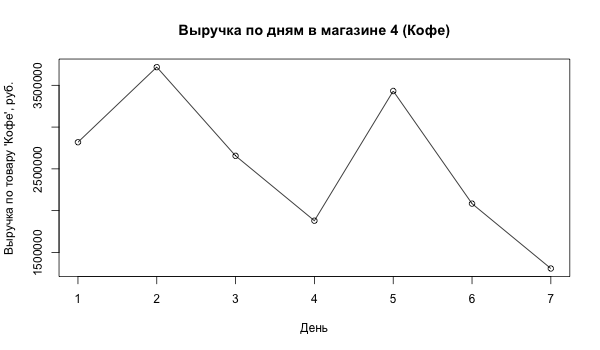 Выручка по дням в магазине 4 (Кофе)
Выручка по товару 'Кофе', руб.
3500000
2500000
1500000
1 2 3 4 5 6 7
День